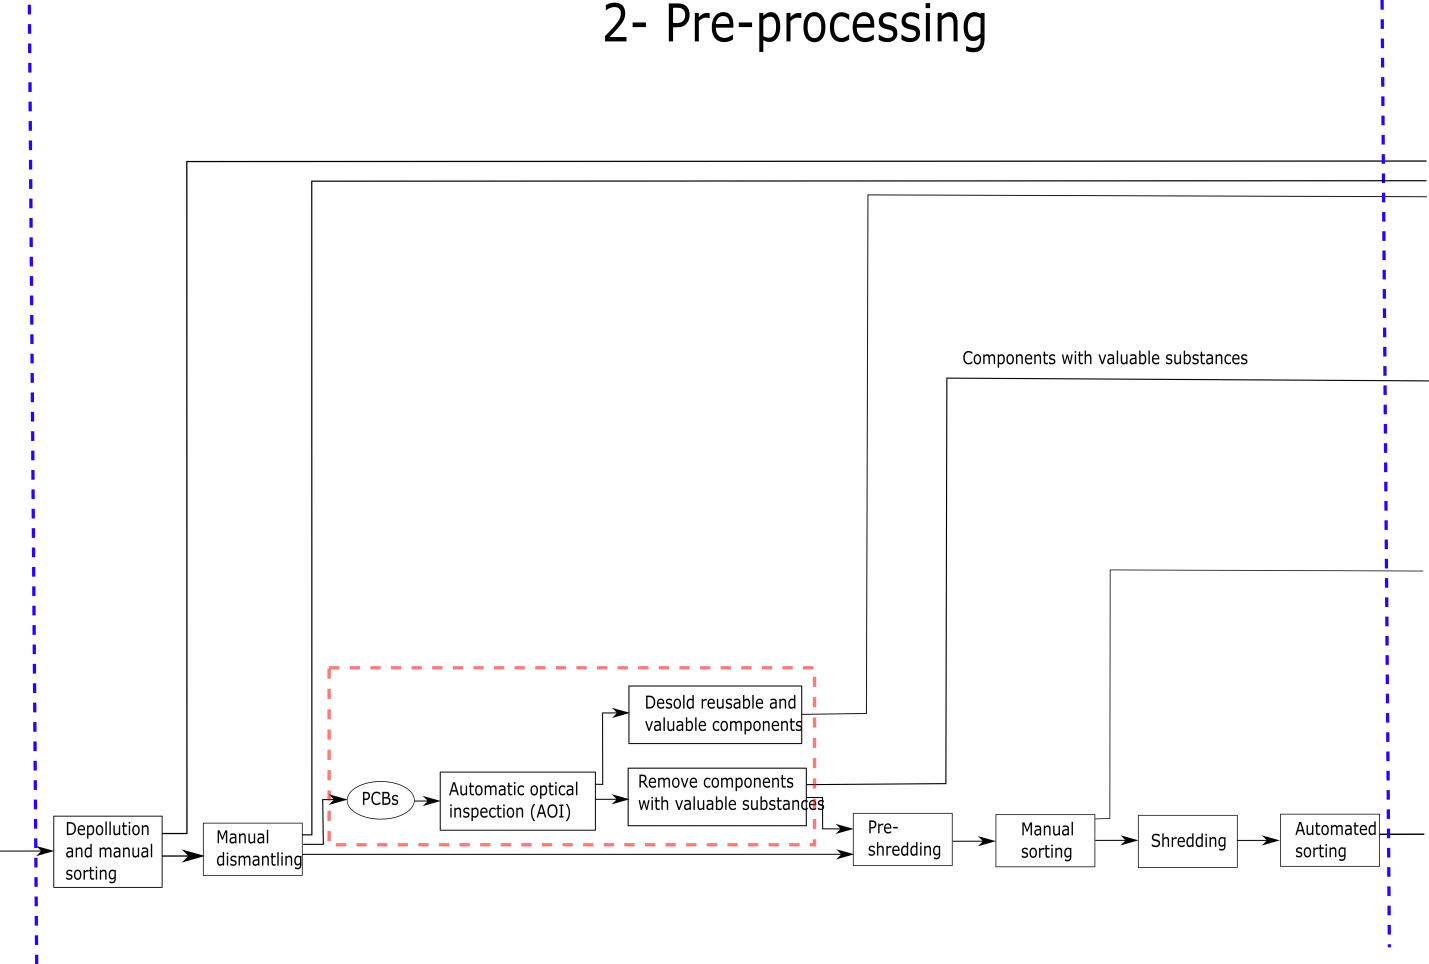 2- Pre-processing
Components with valuable substances
Desold reusable and
valuable components
Remove components
with valuable substances
PCBs
Automatic optical
inspection (AOI)
Depollution
and manual
sorting
Manual
dismantling
Pre-
shredding
Manual
sorting
Shredding
Automated
sorting